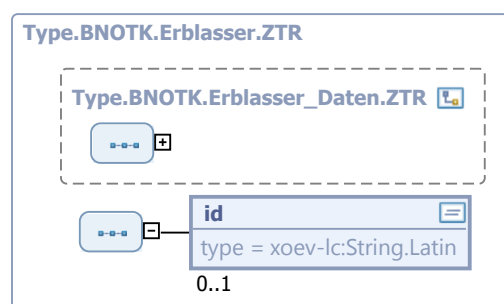 Type.BNOTK.Erblasser.ZTR
Type.BNOTK.Erblasser_Daten.ZTR
id
type = xoev-lc:String.Latin
0..1